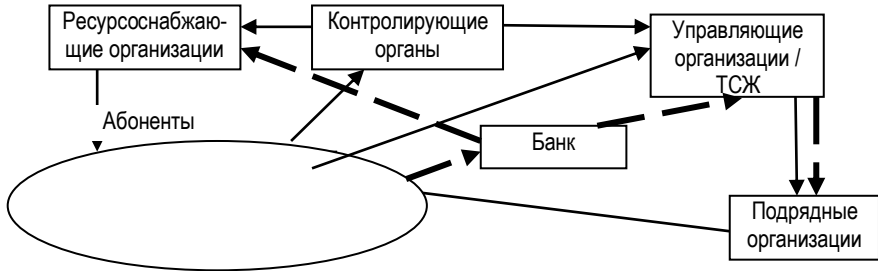 Ресурсоснабжаю-
щие организации
Контролирующие
органы
Управляющие
организации /
ТСЖ
Абоненты
Банк
Подрядные
организации